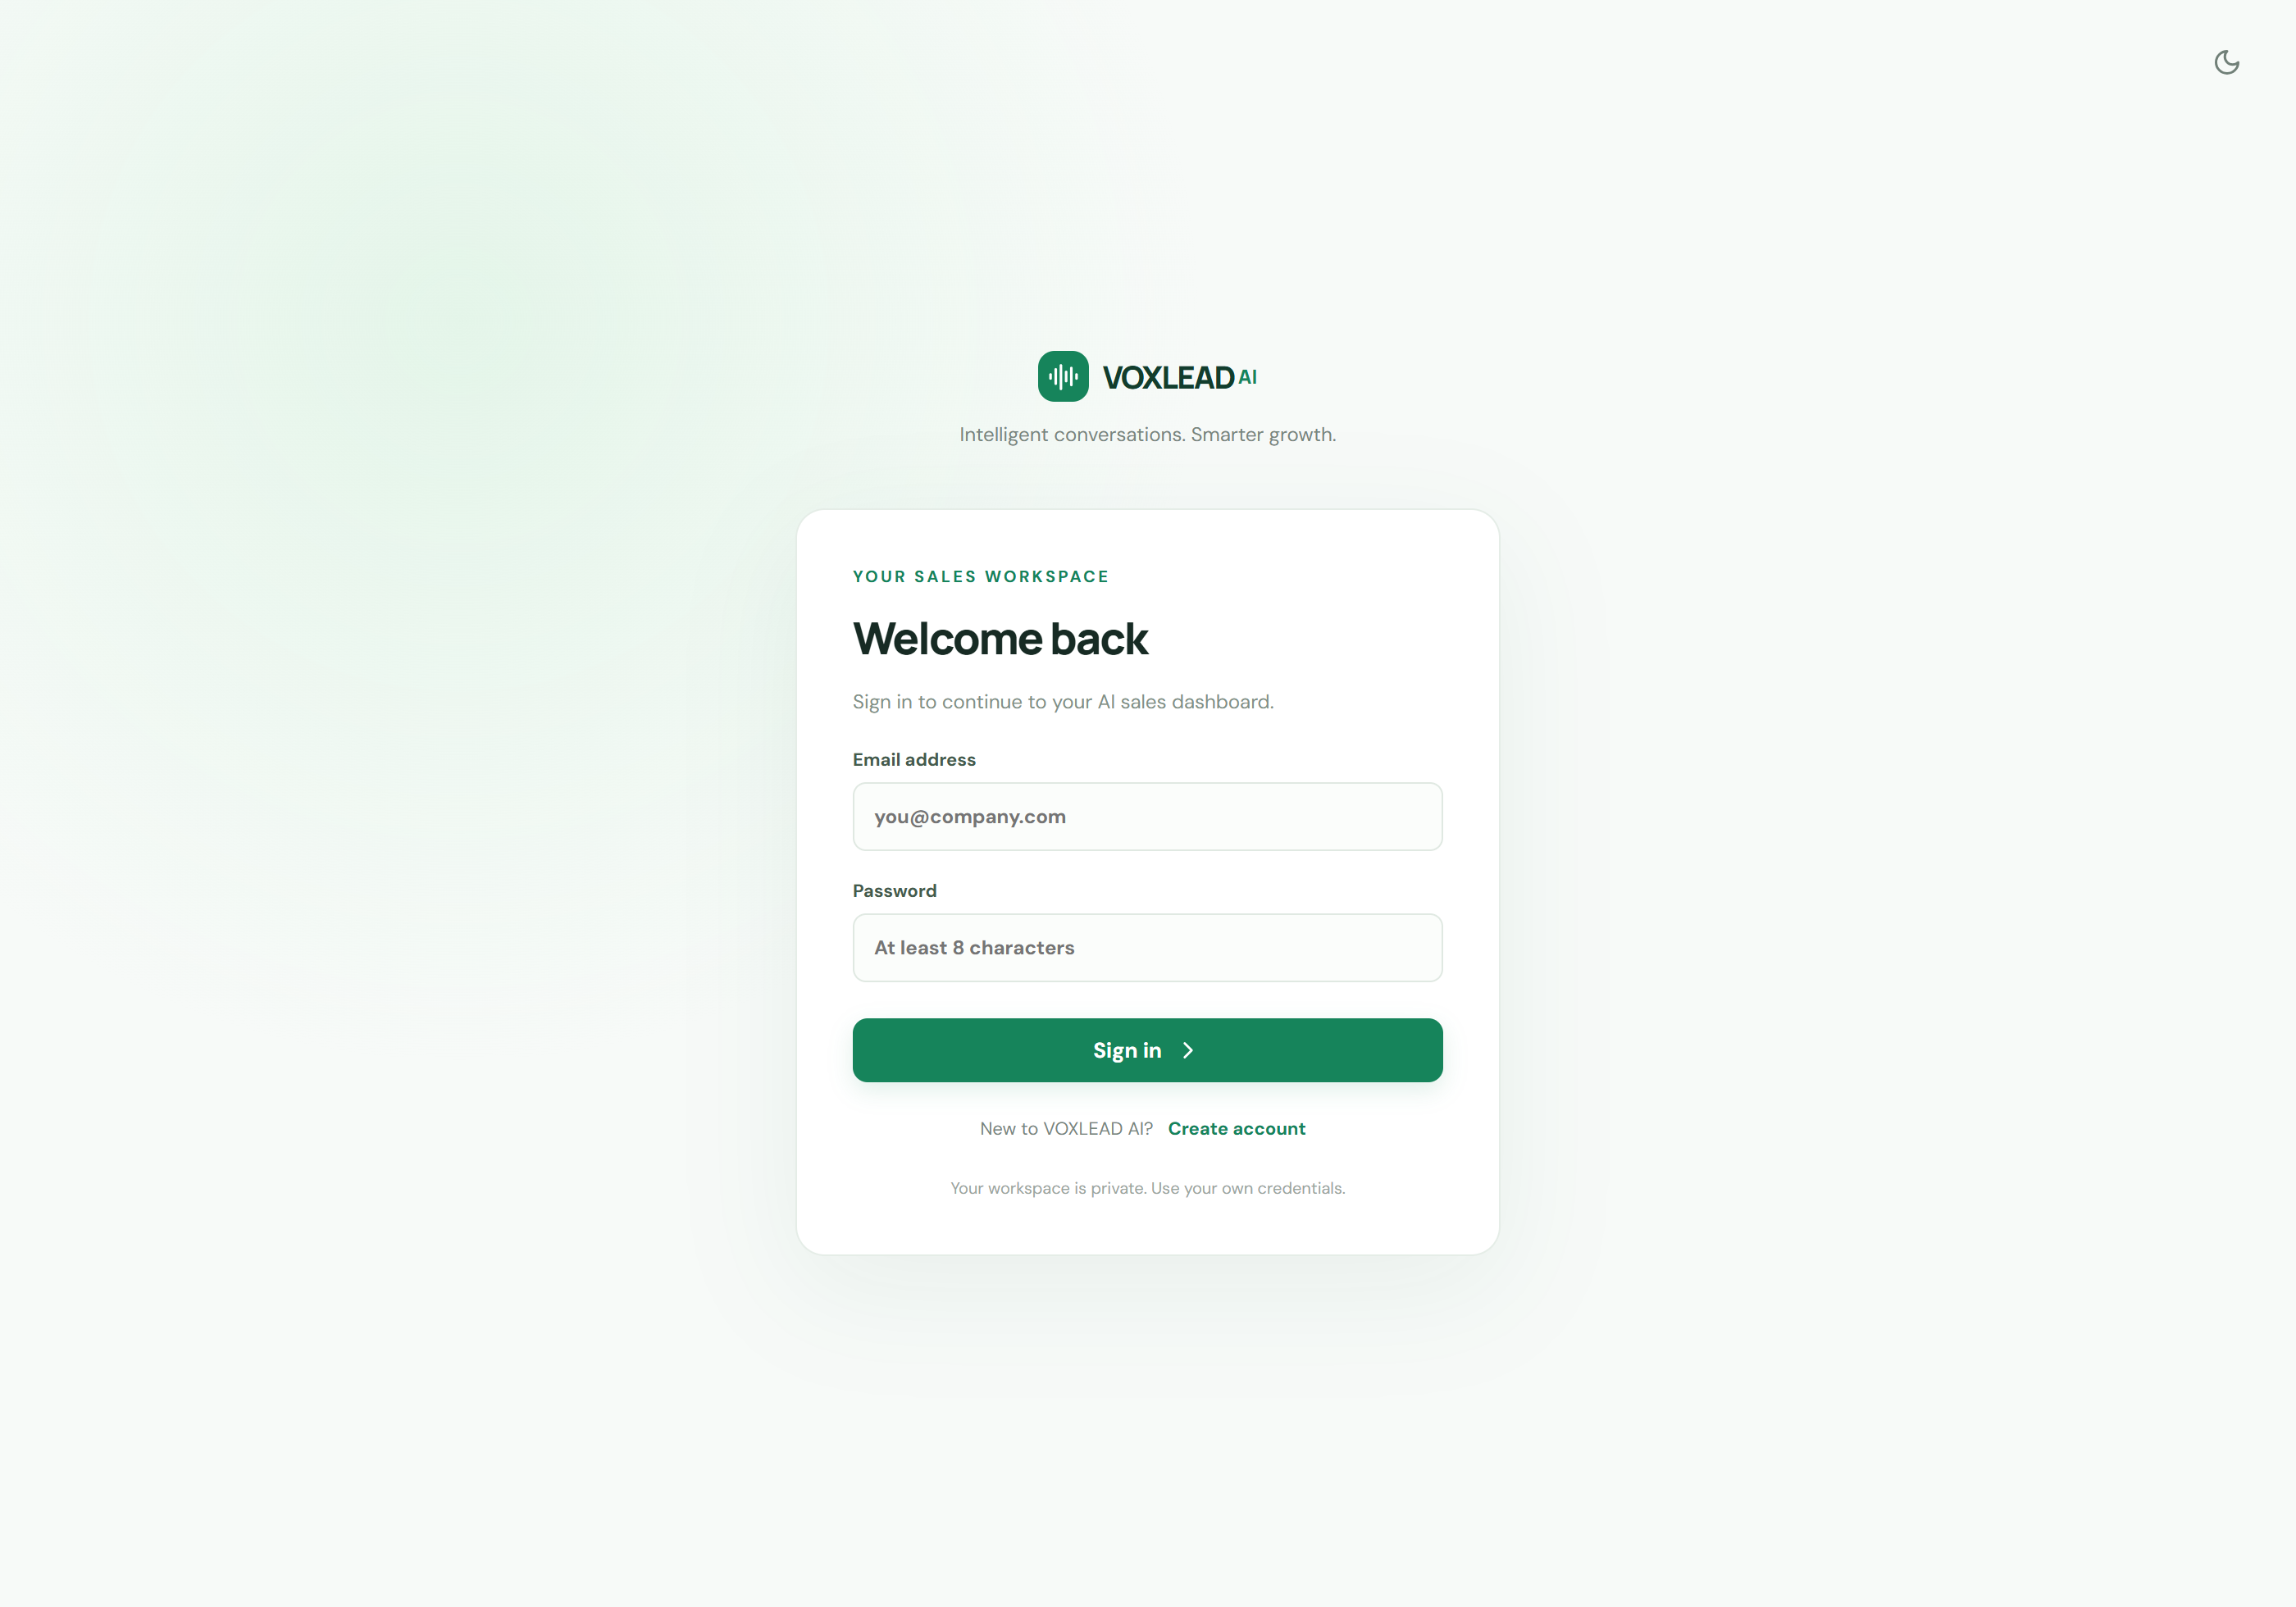 VOXLEAD AI
Intelligent conversations. Smarter growth.
YOUR SALES WORKSPACE
Welcome back
Sign in to continue to your AI sales dashboard.
Email address
you@company.com
Password
At least 8 characters
Sign in
New to VOXLEAD AI? Create account
Your workspace is private. Use your own credentials.